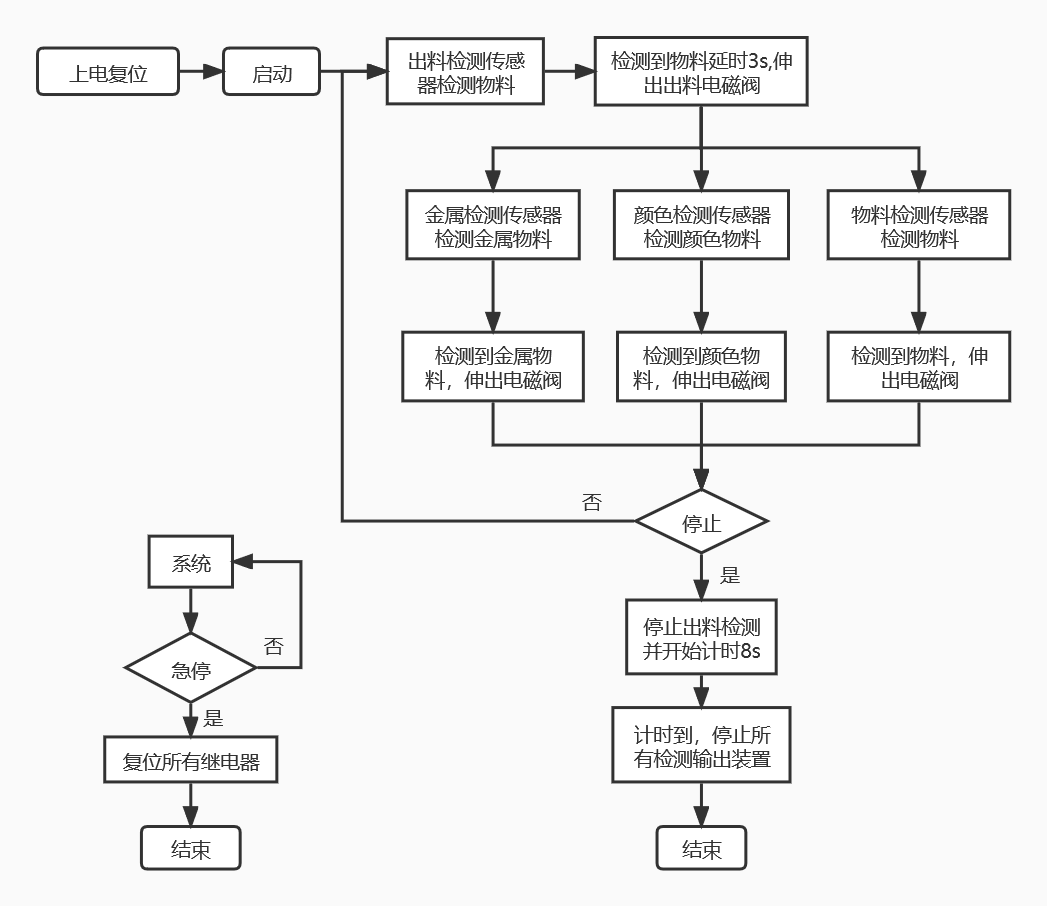 上电复位
启动
出料检测传感
器检测物料
检测到物料延时3s,伸
出出料电磁阀
金属检测传感器
检测金属物料
颜色检测传感器
检测颜色物料
物料检测传感器
检测物料
检测到金属物
料，伸出电磁阀
检测到颜色物
料，伸出电磁阀
检测到物料，伸
出电磁阀
否
停止
是
停止出料检测
并开始计时8s
计时到，停止所
有检测输出装置
结束
系统
否
急停
是
复位所有继电器
结束